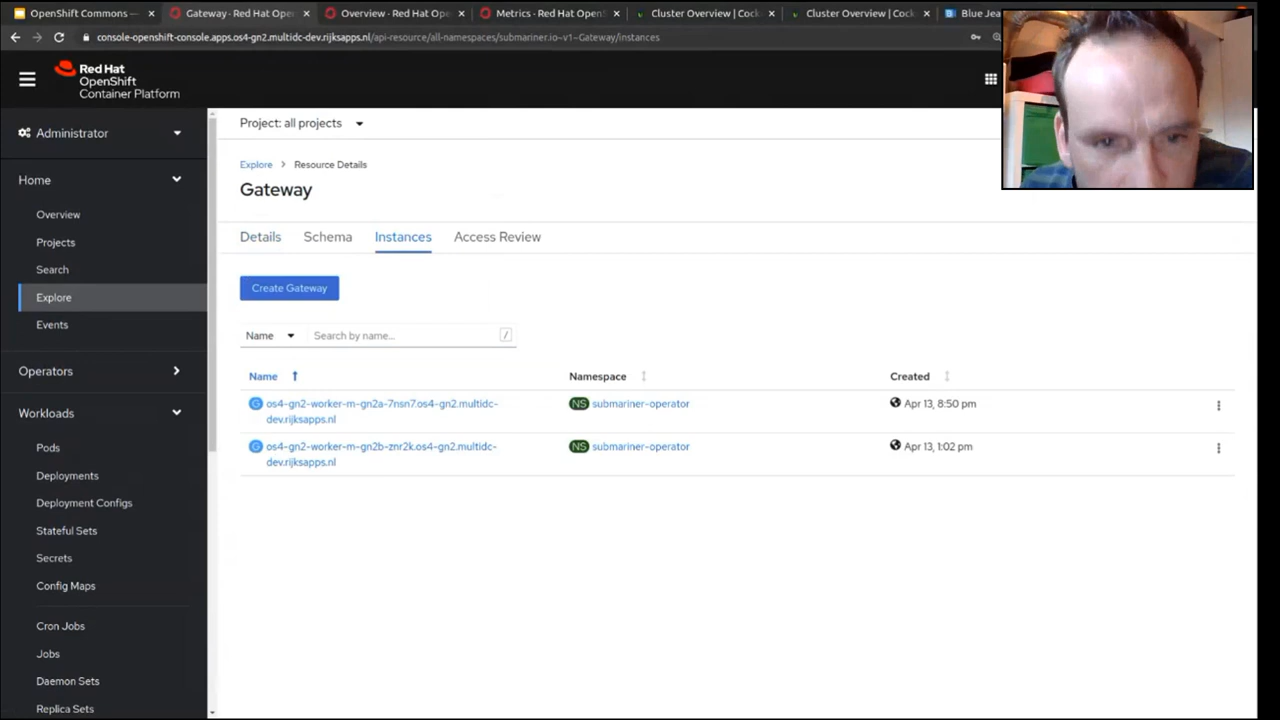 OpenShift Commons —
Gateway · Red Hat Ope
Overview · Red Hat Op
Metrics · Red Hat Open
Cluster Overview | Cock
Cluster Overview | Coc
Blue Jea
console-openshift-console.apps.os4-gn2.multidc-dev.rijksapps.nl/api-resource/all-namespaces/submariner.io~v1~Gateway/instances
Red Hat
OpenShift
Container Platform
Administrator
Home
Overview
Projects
Search
Explore
Events
Operators
Workloads
Pods
Deployments
Deployment Configs
Stateful Sets
Secrets
Config Maps
Cron Jobs
Jobs
Daemon Sets
Replica Sets
Project: all projects
Explore > Resource Details
Gateway
Details Schema Instances Access Review
Create Gateway
Name Search by name... /
Name Namespace Created
G os4-gn2-worker-m-gn2a-7nsn7.os4-gn2.multidc-
dev.rijksapps.nl
NS submariner-operator
Apr 13, 8:50 pm
G os4-gn2-worker-m-gn2b-znr2k.os4-gn2.multidc-
dev.rijksapps.nl
NS submariner-operator
Apr 13, 1:02 pm